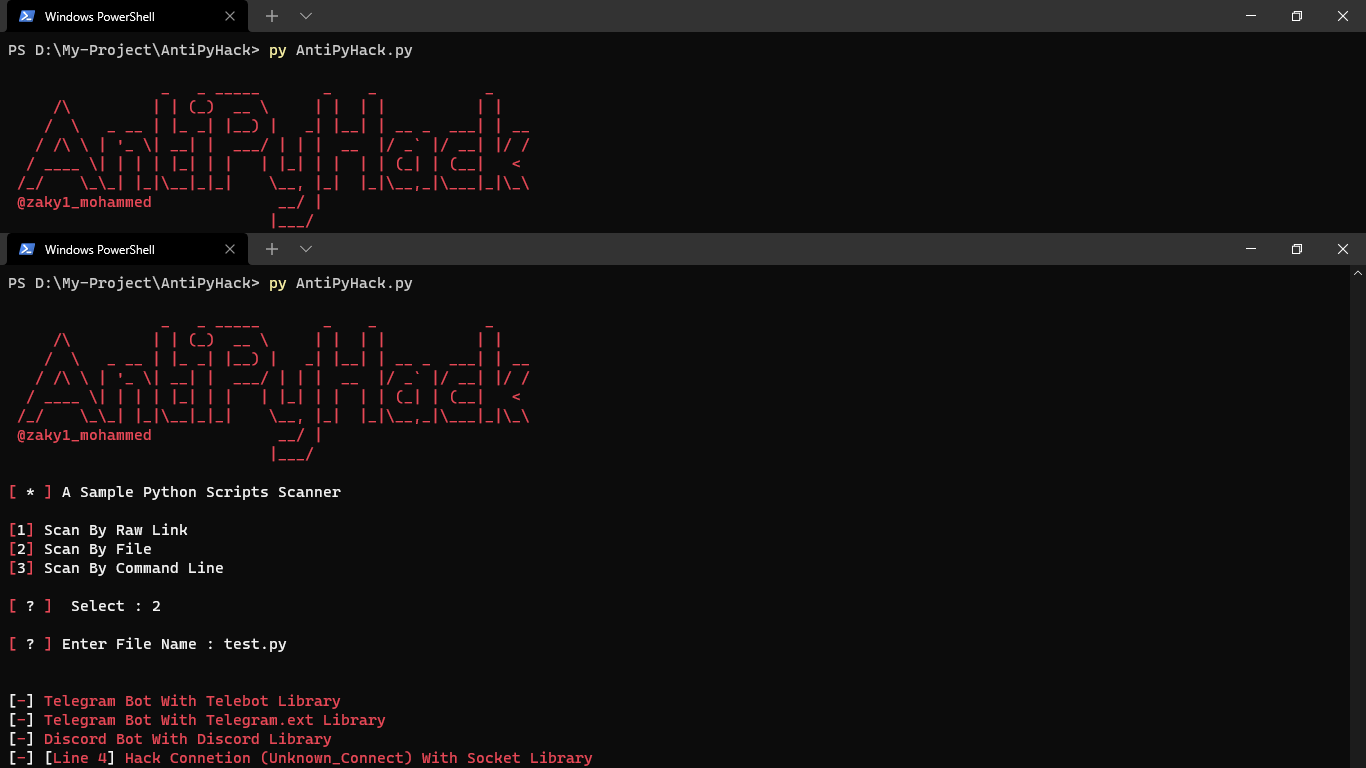 Windows PowerShell
PS D:\My-Project\AntiPyHack> py AntiPyHack.py
AntiPyHack
@zaky1_mohammed
Windows PowerShell
PS D:\My-Project\AntiPyHack> py AntiPyHack.py
AntiPyHack
@zaky1_mohammed
[ * ] A Sample Python Scripts Scanner
[1] Scan By Raw Link
[2] Scan By File
[3] Scan By Command Line
[ ? ]  Select : 2
[ ? ] Enter File Name : test.py
[-] Telegram Bot With Telebot Library
[-] Telegram Bot With Telegram.ext Library
[-] Discord Bot With Discord Library
[-] [Line 4] Hack Connetion (Unknown_Connect) With Socket Library